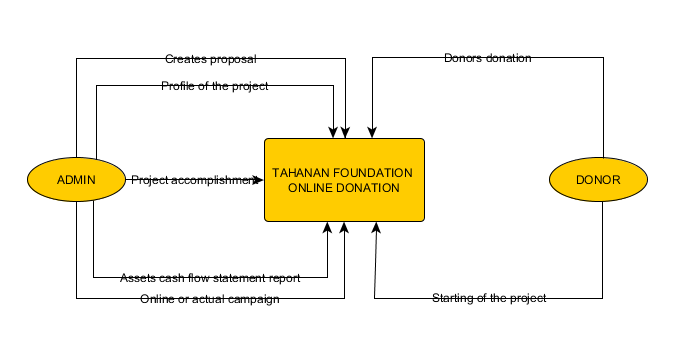 Creates proposal
Donors donation
Profile of the project
TAHANAN FOUNDATION
ONLINE DONATION
ADMIN
Project accomplishment
DONOR
Assets cash flow statement report
Online or actual campaign
Starting of the project